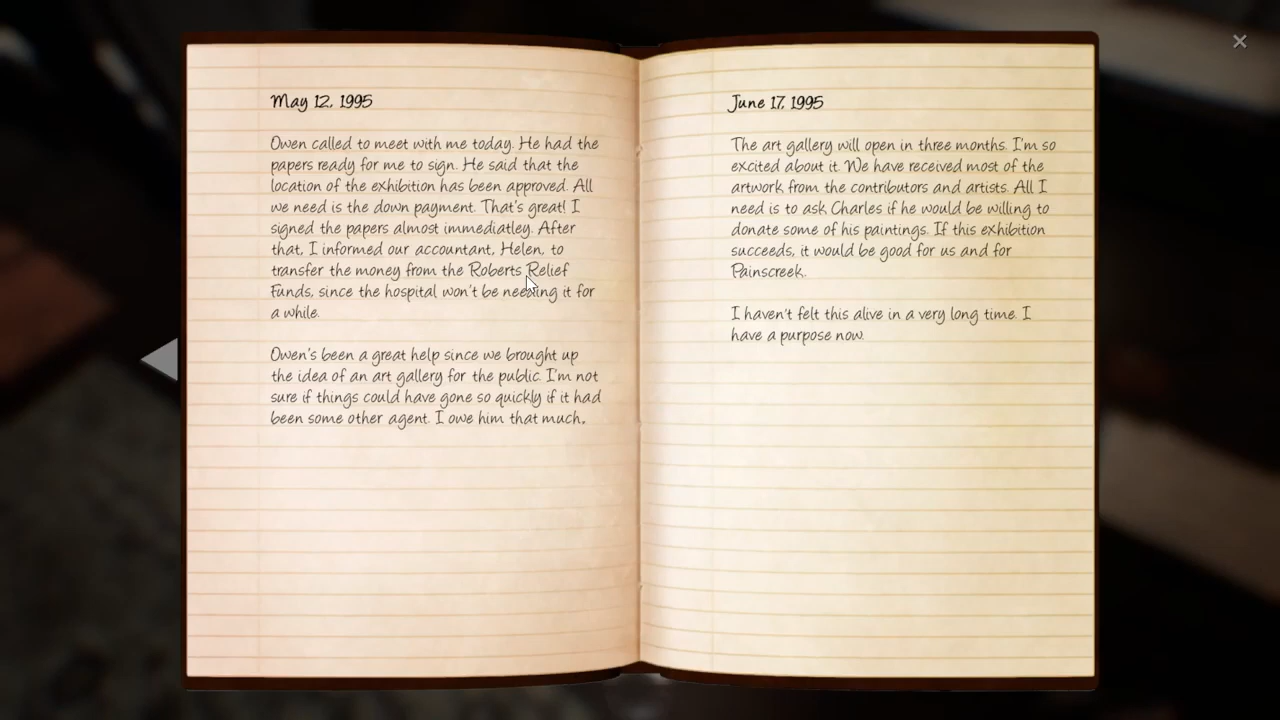 May 12, 1995
Owen called to meet with me today. He had the
papers ready for me to sign. He said that the
location of the exhibition has been approved. All
we need is the down payment. That's great! I
signed the papers almost immediatley. After
that, I informed our accountant, Helen, to
transfer the money from the Roberts Relief
Funds, since the hospital won't be needing it for
a while.
Owen's been a great help since we brought up
the idea of an art gallery for the public. I'm not
sure if things could have gone so quickly if it had
been some other agent. I owe him that much.
June 17, 1995
The art gallery will open in three months. I'm so
excited about it. We have received most of the
artwork from the contributors and artists. All I
need is to ask Charles if he would be willing to
donate some of his paintings. If this exhibition
succeeds, it would be good for us and for
Painscreek.
I haven't felt this alive in a very long time. I
have a purpose now.